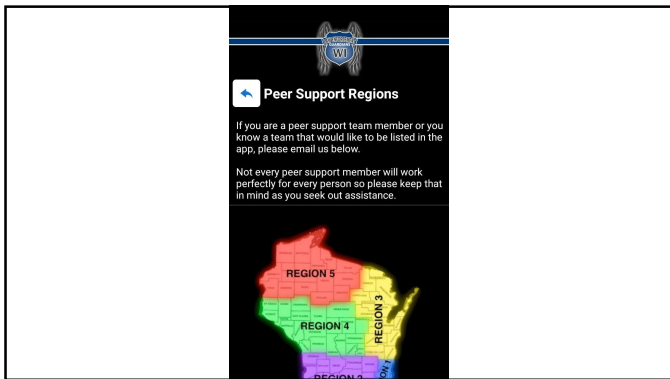 WI
Peer Support Regions
If you are a peer support team member or you
know a team that would like to be listed in the
app, please email us below.
Not every peer support member will work
perfectly for every person so please keep that
in mind as you seek out assistance.
REGION 5
REGION 3
REGION 4